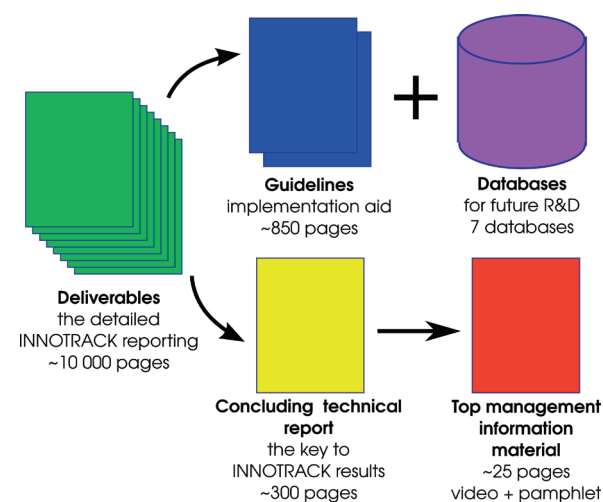 Guidelines
implementation aid
~850 pages
+
Databases
for future R&D
7 databases
Deliverables
the detailed
INNOTRACK reporting
~10 000 pages
Concluding technical
report
the key to
INNOTRACK results
~300 pages
Top management
information
material
~25 pages
video + pamphlet